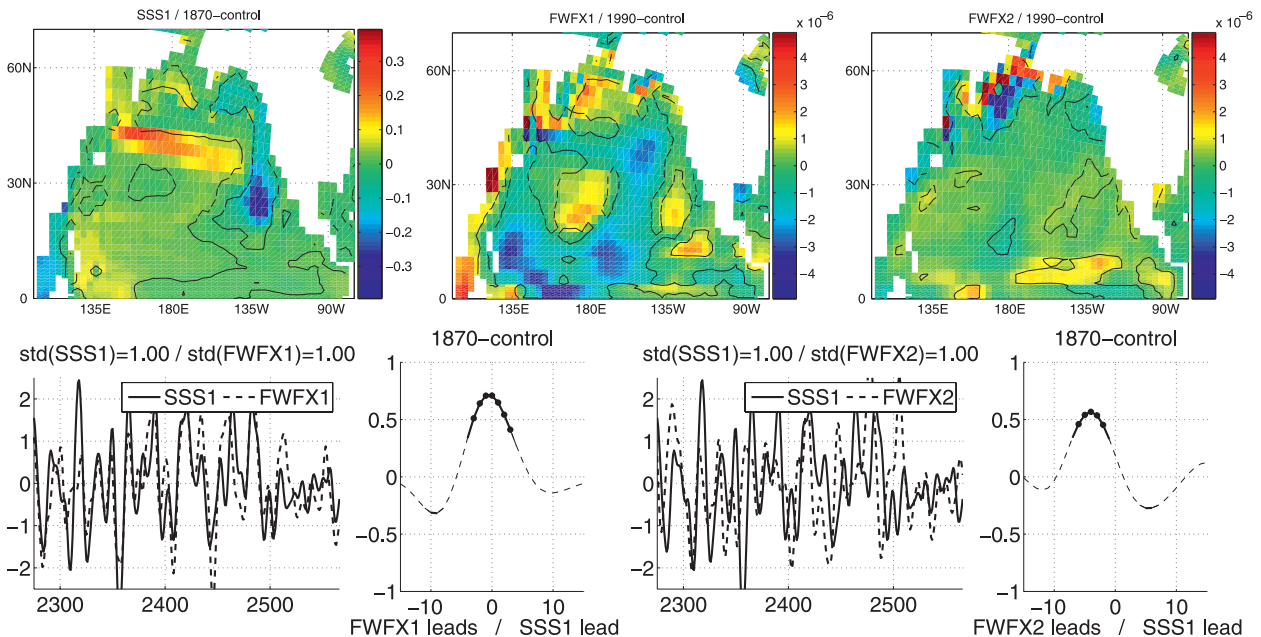 SSS1 / 1870−control
60N
30N
0
135E 180E 135W 90W
0.3
0.2
0.1
0
−0.1
−0.2
−0.3
FWFX1 / 1990−control
x 10⁻⁶
60N
30N
0
135E 180E 135W 90W
4
3
2
1
0
−1
−2
−3
−4
FWFX2 / 1990−control
x 10⁻⁶
60N
30N
0
135E 180E 135W 90W
4
3
2
1
0
−1
−2
−3
−4
std(SSS1)=1.00 / std(FWFX1)=1.00
SSS1 FWFX1
2
1
0
−1
−2
2300 2400 2500
1870−control
1
0.5
0
−0.5
−1
−10 0 10
FWFX1 leads / SSS1 lead
std(SSS1)=1.00 / std(FWFX2)=1.00
SSS1 FWFX2
2
1
0
−1
−2
2300 2400 2500
1870−control
1
0.5
0
−0.5
−1
−10 0 10
FWFX2 leads / SSS1 lead